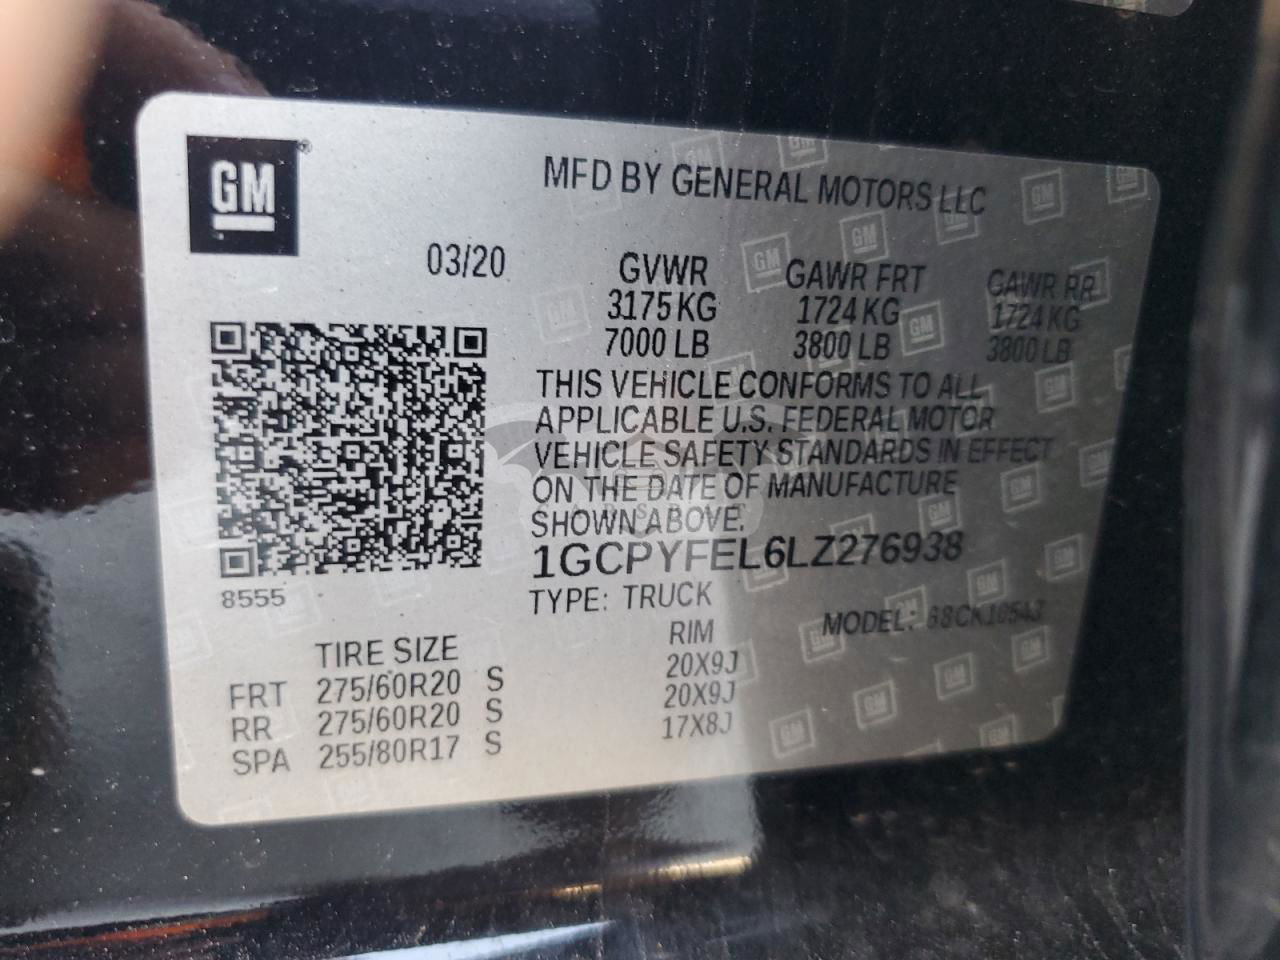 GM
MFD BY GENERAL MOTORS LLC
03/20
GVWR GAWR FRT GAWR RR
3175 KG 1724 KG 1724 KG
7000 LB 3800 LB 3800 LB
THIS VEHICLE CONFORMS TO ALL
APPLICABLE U.S. FEDERAL MOTOR
VEHICLE SAFETY STANDARDS IN EFFECT
ON THE DATE OF MANUFACTURE
SHOWN ABOVE.
1GCPYFEL6LZ276938
8555
TYPE: TRUCK
MODEL:
TIRE SIZE RIM
FRT 275/60R20 S 20X9J
RR 275/60R20 S 20X9J
SPA 255/80R17 S 17X8J